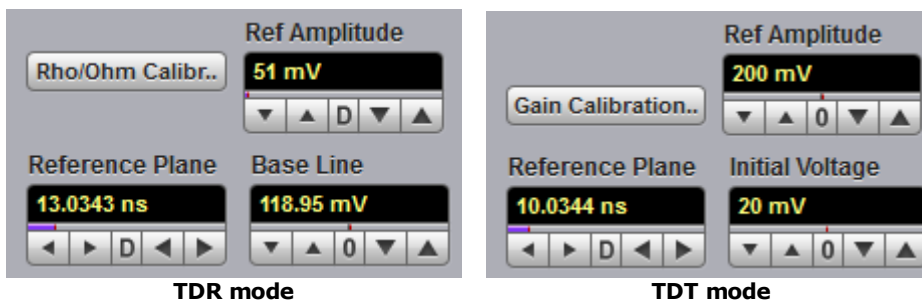 Ref Amplitude
Rho/Ohm Calibr..
51 mV
D
Reference Plane
Base Line
13.0343 ns
118.95 mV
D
0
TDR mode
Ref Amplitude
200 mV
Gain Calibration..
0
Reference Plane
Initial Voltage
10.0344 ns
20 mV
D
0
TDT mode